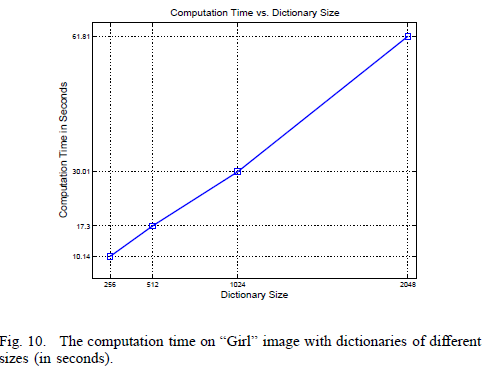 Computation Time vs. Dictionary Size
61.81
30.01
17.3
10.14
Computation Time in Seconds
256 512 1024 2048
Dictionary Size
Fig. 10. The computation time on “Girl” image with dictionaries of different
sizes (in seconds).